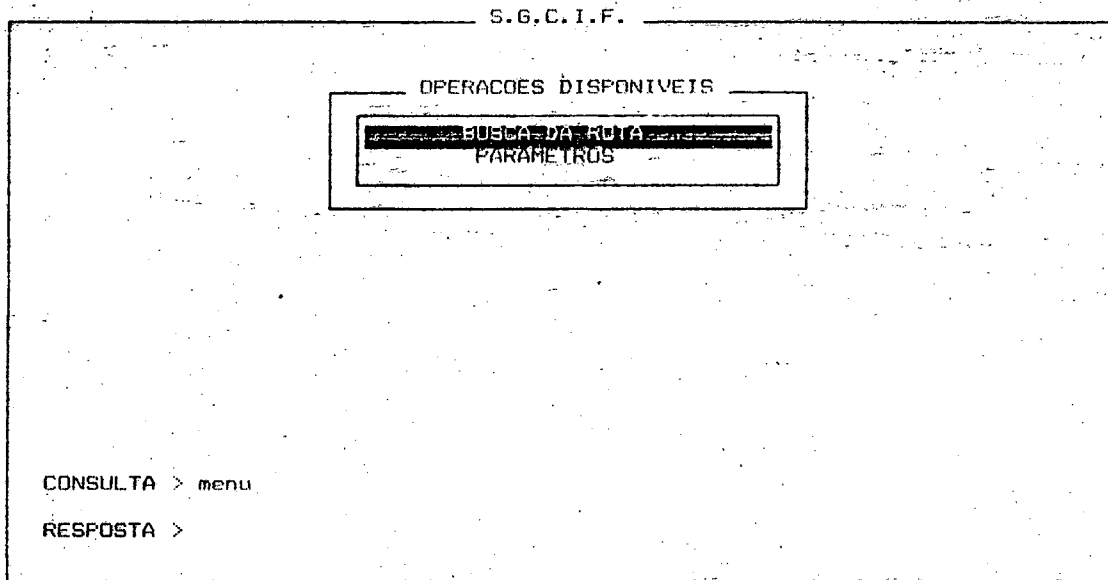 S.G.C.I.F.
OPERACOES DISPONIVEIS
BUSCA DA ROTA
PARAMETROS
CONSULTA > menu
RESPOSTA >